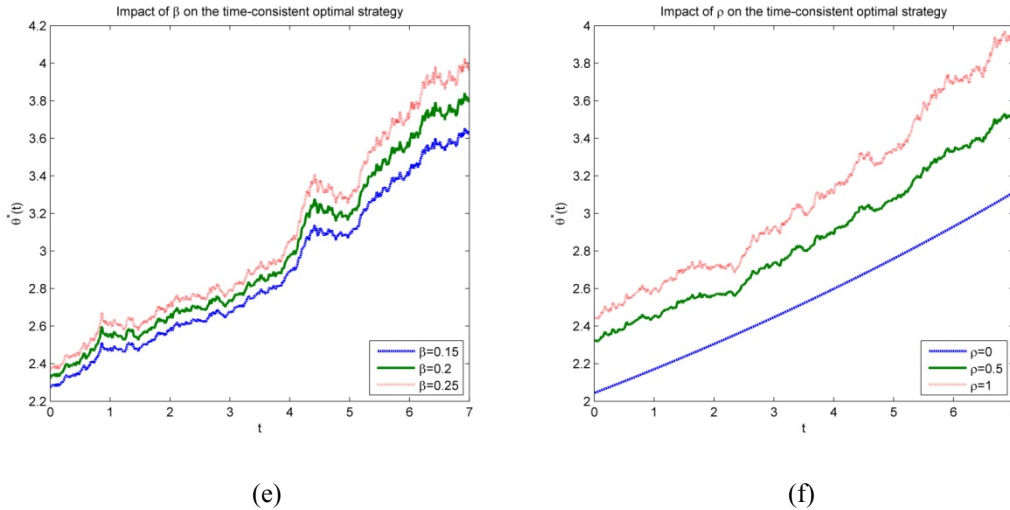 Impact of β on the time-consistent optimal strategy
4.2
4
3.8
3.6
3.4
3.2
3
2.8
2.6
2.4
2.2
θ*(t)
0 1 2 3 4 5 6 7
t
β=0.15
β=0.2
β=0.25
(e)
Impact of ρ on the time-consistent optimal strategy
4
3.8
3.6
3.4
3.2
3
2.8
2.6
2.4
2.2
2
θ*(t)
0 1 2 3 4 5 6
t
ρ=0
ρ=0.5
ρ=1
(f)